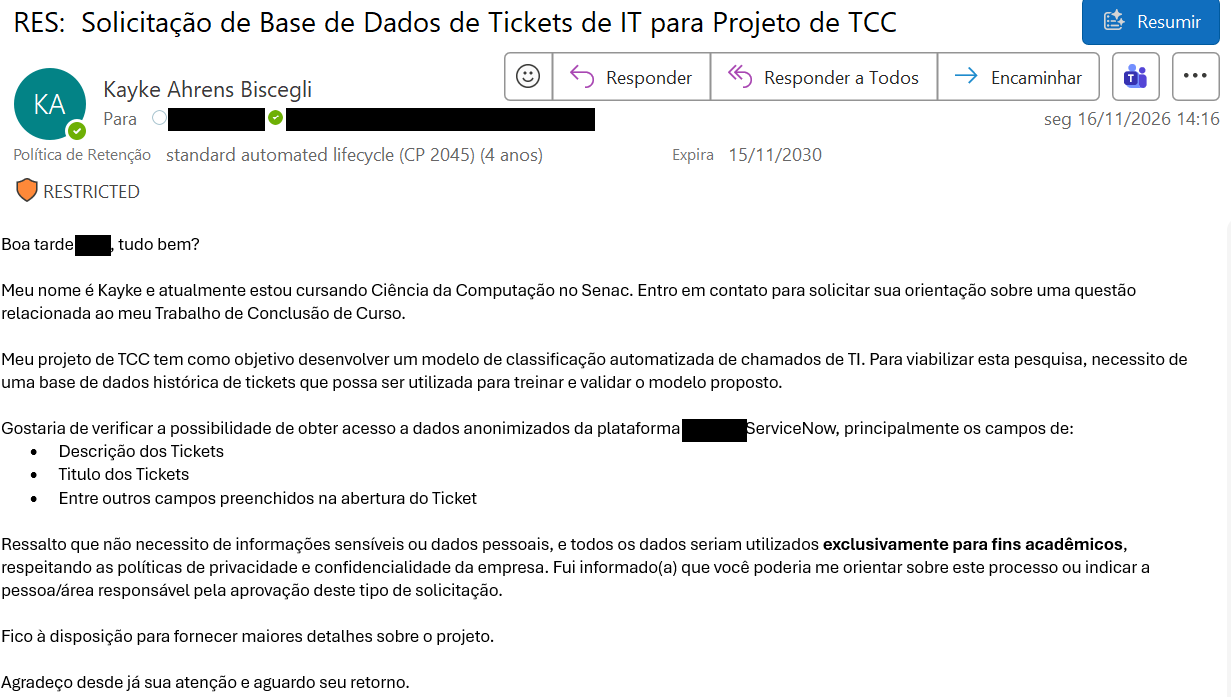 RES: Solicitação de Base de Dados de Tickets de IT para Projeto de TCC
Resumir
KA
Kayke Ahrens Biscegli
Responder
Responder a Todos
Encaminhar
T
Para
seg 16/11/2026 14:16
Política de Retenção standard automated lifecycle (CP 2045) (4 anos) Expira 15/11/2030
RESTRICTED
Boa tarde , tudo bem?
Meu nome é Kayke e atualmente estou cursando Ciência da Computação no Senac. Entro em contato para solicitar sua orientação sobre uma questão
relacionada ao meu Trabalho de Conclusão de Curso.
Meu projeto de TCC tem como objetivo desenvolver um modelo de classificação automatizada de chamados de TI. Para viabilizar esta pesquisa, necessito de
uma base de dados histórica de tickets que possa ser utilizada para treinar e validar o modelo proposto.
Gostaria de verificar a possibilidade de obter acesso a dados anonimizados da plataforma ServiceNow, principalmente os campos de:
• Descrição dos Tickets
• Titulo dos Tickets
• Entre outros campos preenchidos na abertura do Ticket
Ressalto que não necessito de informações sensíveis ou dados pessoais, e todos os dados seriam utilizados exclusivamente para fins acadêmicos,
respeitando as políticas de privacidade e confidencialidade da empresa. Fui informado(a) que você poderia me orientar sobre este processo ou indicar a
pessoa/área responsável pela aprovação deste tipo de solicitação.
Fico à disposição para fornecer maiores detalhes sobre o projeto.
Agradeço desde já sua atenção e aguardo seu retorno.